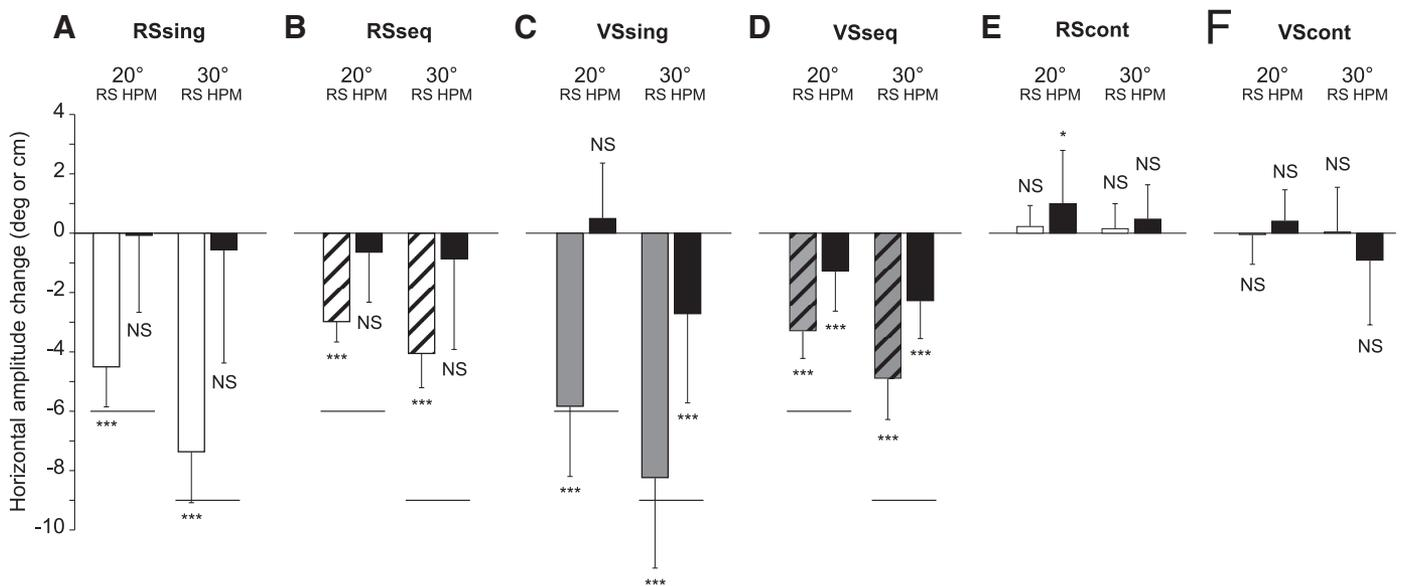 A RSsing B RSseq C VSsing D VSseq E RScont F VScont
20° 30° 20° 30° 20° 30° 20° 30° 20° 30° 20° 30°
RS HPM RS HPM RS HPM RS HPM RS HPM RS HPM RS HPM RS HPM RS HPM RS HPM RS HPM RS HPM
Horizontal amplitude change (deg or cm)
4
2
0
-2
-4
-6
-8
-10
*** NS *** NS
*** NS *** NS
*** NS *** ***
*** *** *** ***
NS * NS NS
NS NS NS NS